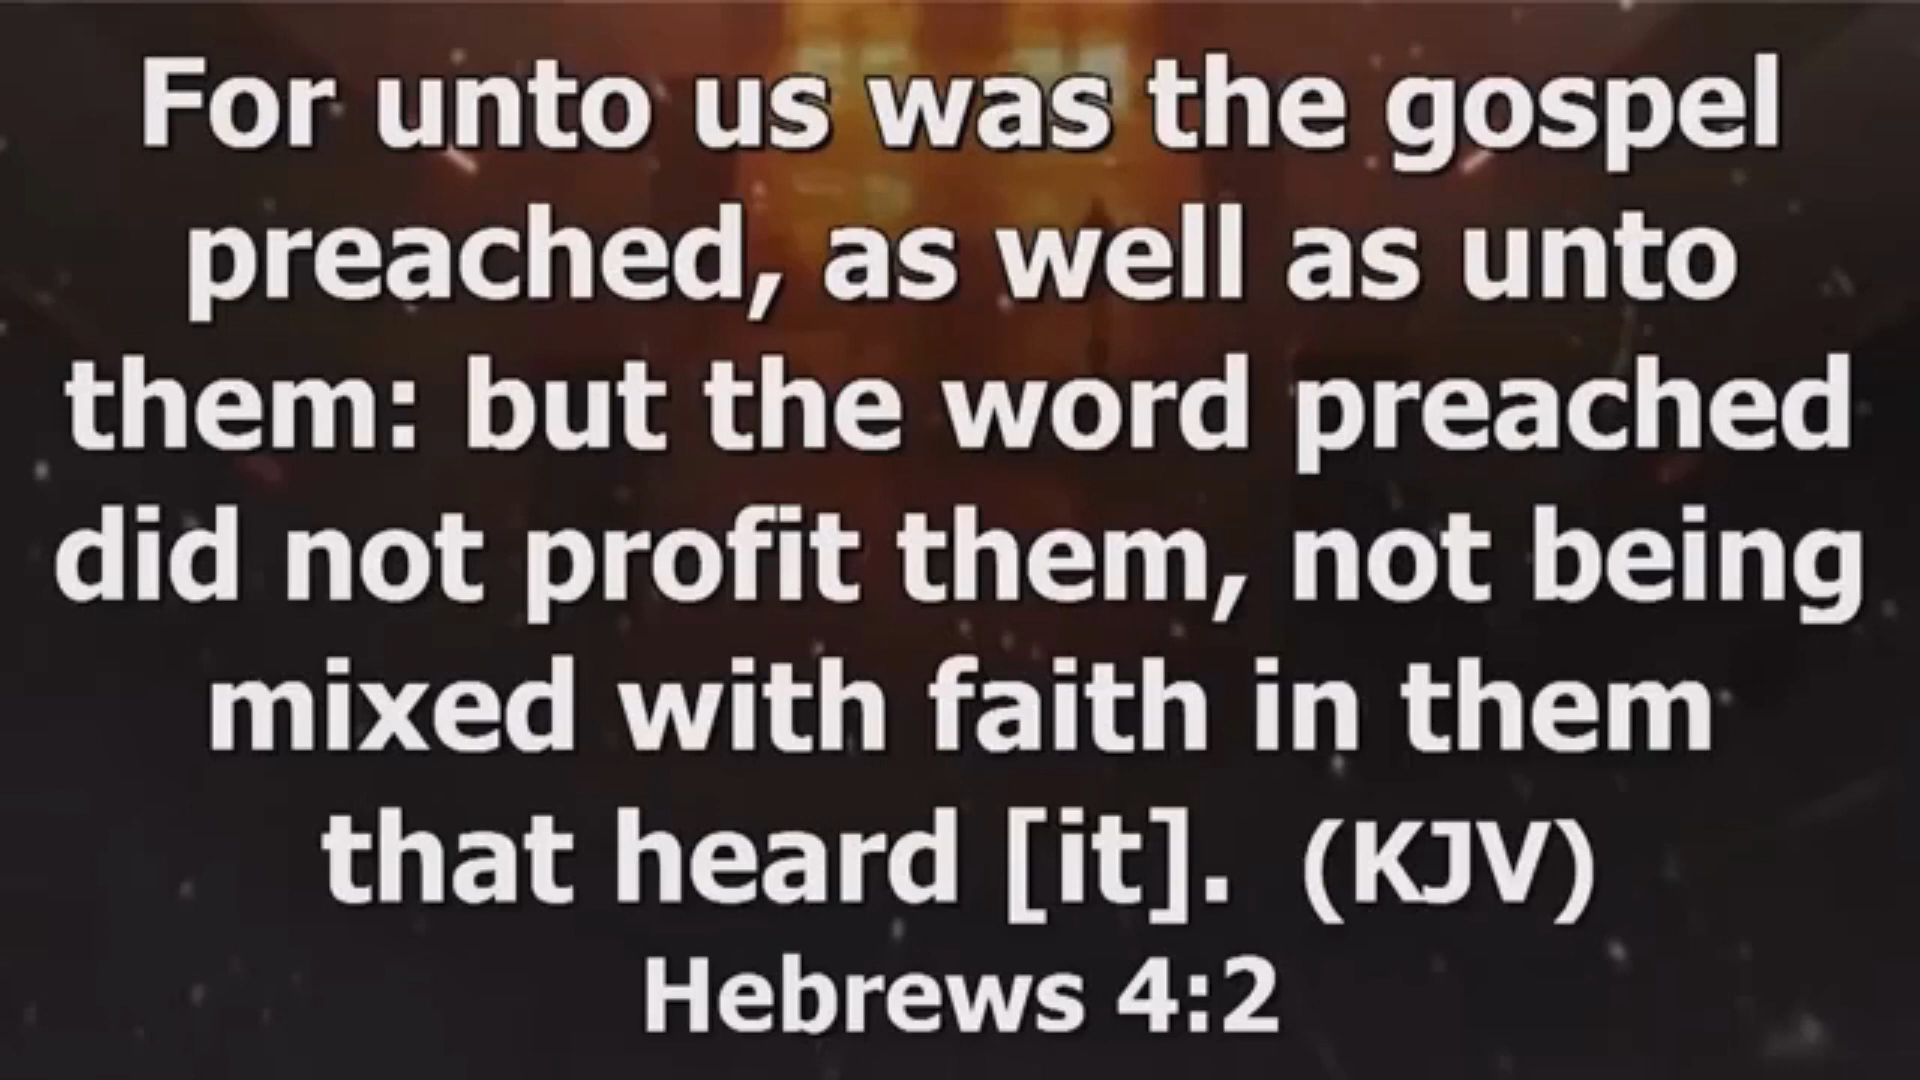 For unto us was the gospel
preached, as well as unto
them: but the word preached
did not profit them, not being
mixed with faith in them
that heard [it].  (KJV)
Hebrews 4:2